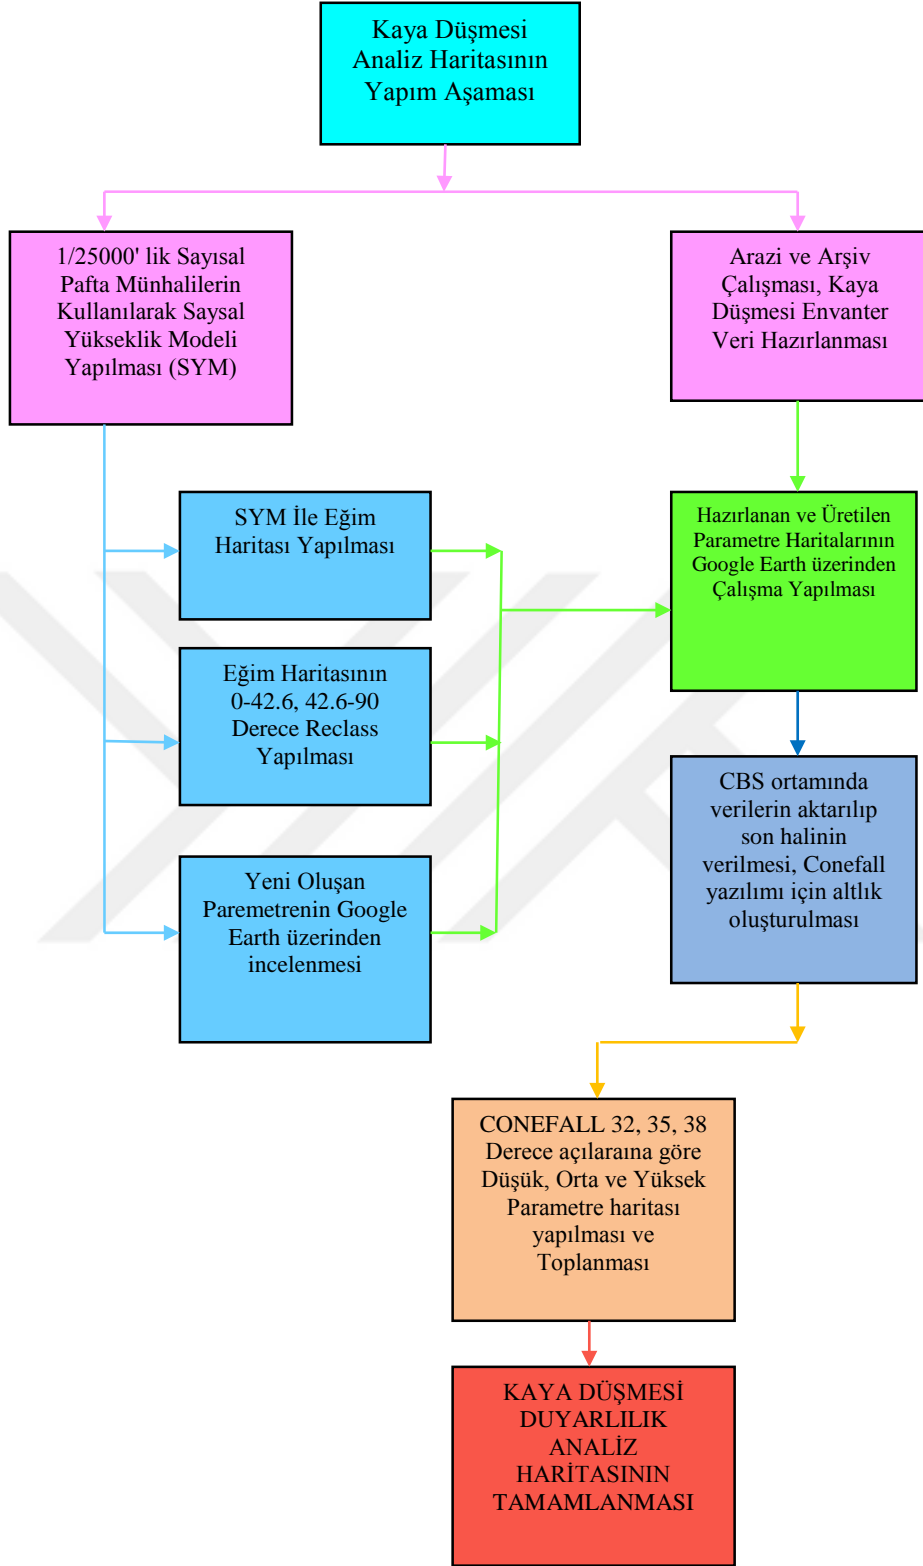 Kaya Düşmesi
Analiz Haritasının
Yapım Aşaması
1/25000' lik Sayısal
Pafta Münhalilerin
Kullanılarak Saysal
Yükseklik Modeli
Yapılması (SYM)
Arazi ve Arşiv
Çalışması, Kaya
Düşmesi Envanter
Veri Hazırlanması
SYM İle Eğim
Haritası Yapılması
Hazırlanan ve Üretilen
Parametre Haritalarının
Google Earth üzerinden
Çalışma Yapılması
Eğim Haritasının
0-42.6, 42.6-90
Derece Reclass
Yapılması
CBS ortamında
verilerin aktarılıp
son halinin
verilmesi, Conefall
yazılımı için altlık
oluşturulması
Yeni Oluşan
Paremetrenin Google
Earth üzerinden
incelenmesi
CONEFALL 32, 35, 38
Derece açılaraına göre
Düşük, Orta ve Yüksek
Parametre haritası
yapılması ve
Toplanması
KAYA DÜŞMESİ
DUYARLILIK
ANALİZ
HARİTASININ
TAMAMLANMASI